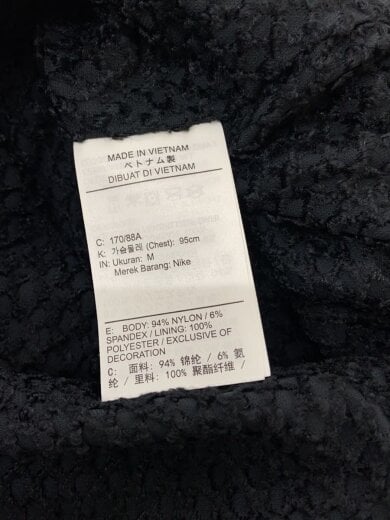 MADE IN VIETNAM
ベトナム製
DIBUAT DI VIETNAM
C: 170/88A
K: 가슴둘레 (Chest): 95cm
IN: Ukuran: M
Merek Barang: Nike
E: BODY: 94% NYLON / 6%
SPANDEX / LINING: 100%
POLYESTER / EXCLUSIVE OF
DECORATION
C: 面料: 94% 锦纶 / 6% 氨
纶 / 里料: 100% 聚酯纤维 /